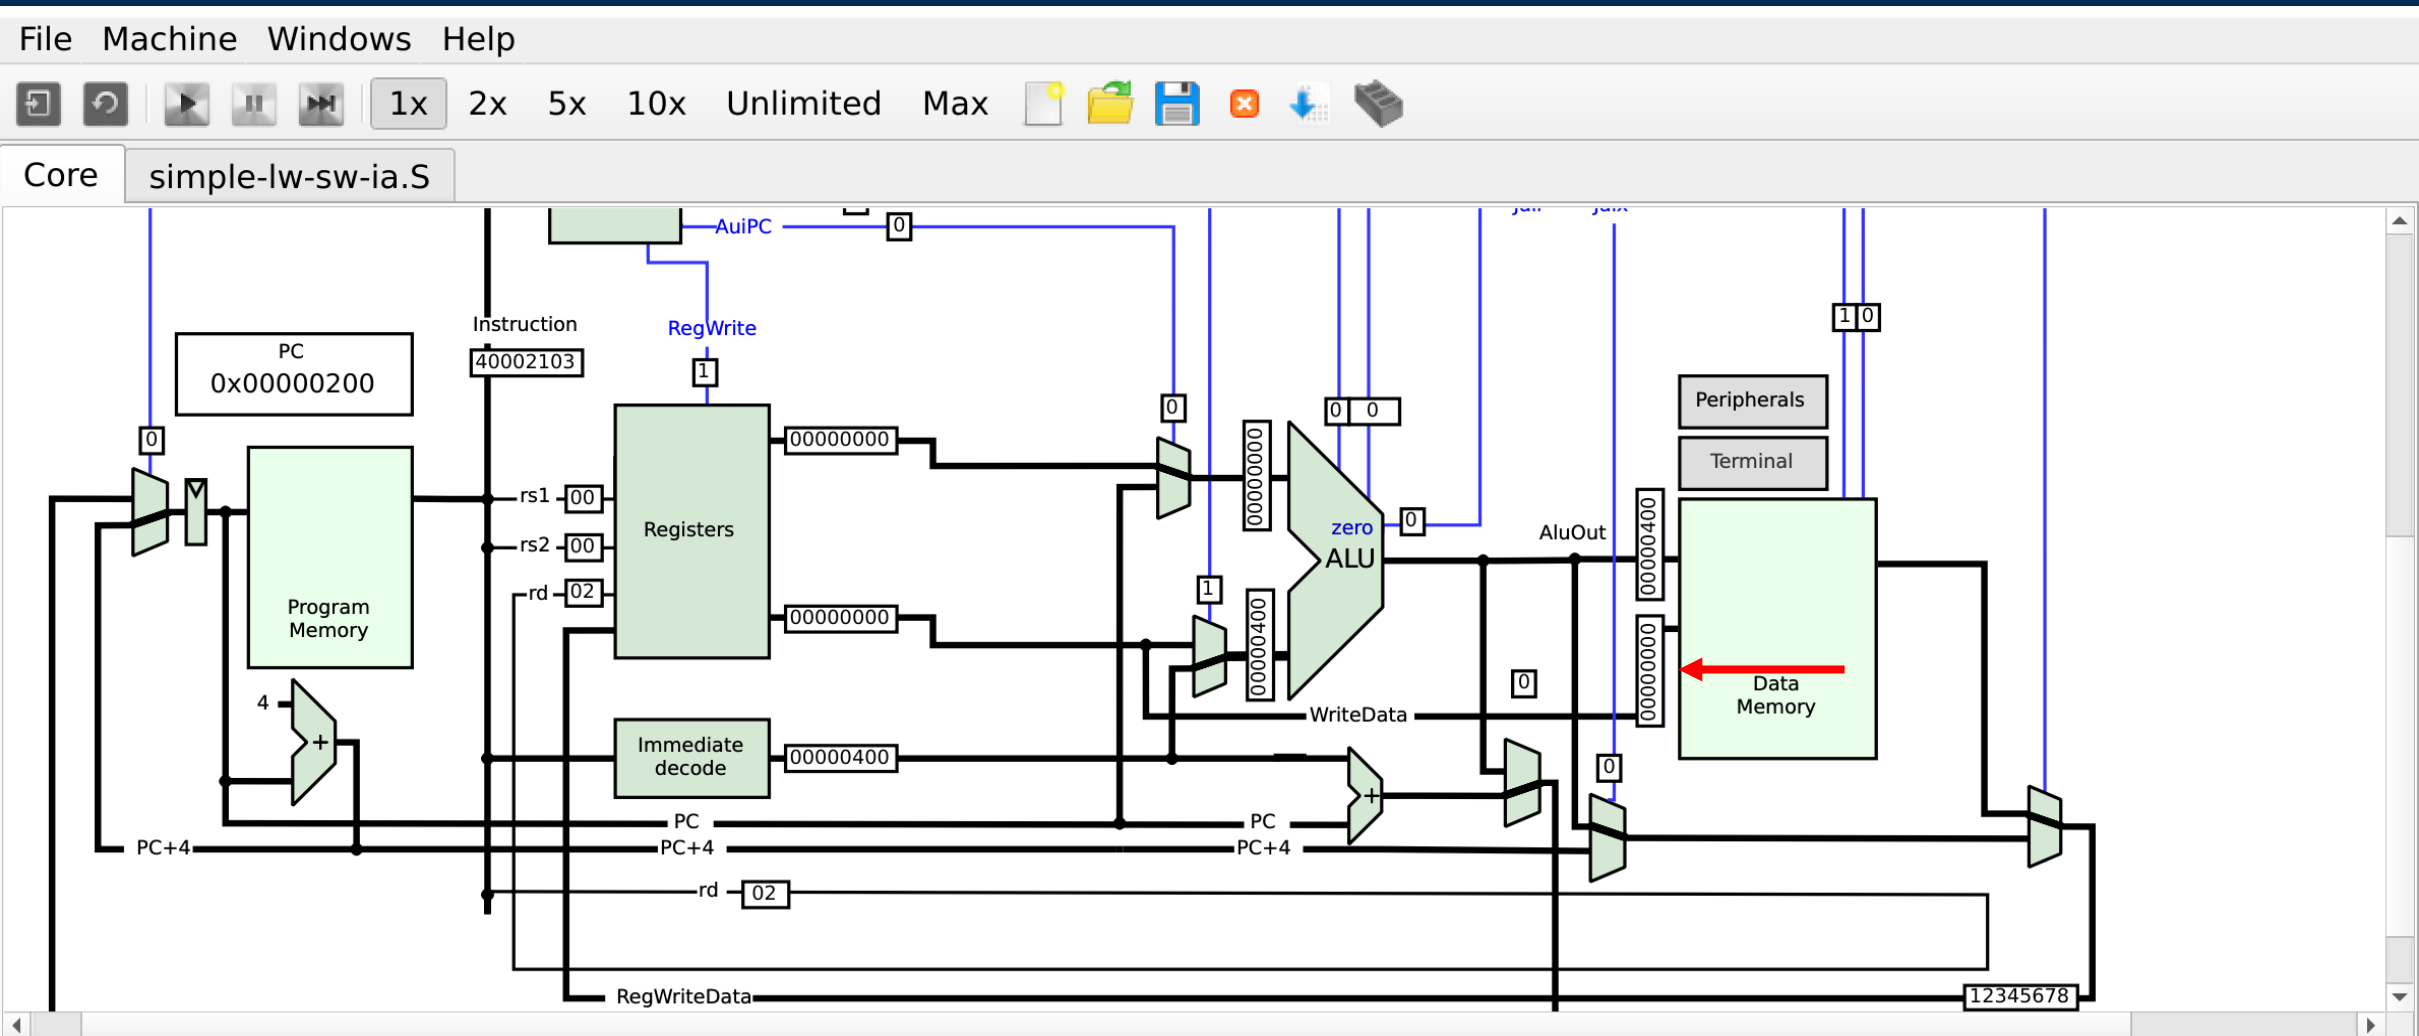 File Machine Windows Help
1x 2x 5x 10x Unlimited Max
Core simple-lw-sw-ia.S
AuiPC 0
1 0
Instruction
RegWrite
PC
0x00000200
40002103
1
Peripherals
0
0 0
0
00000000
00000000
Terminal
rs1 00
Registers
zero 0
AluOut
00000400
ALU
rs2 00
rd 02
1
Program
Memory
00000000
00000400
00000000
0
Data
Memory
4
+
WriteData
Immediate
decode
00000400
0
+
PC PC
PC+4 PC+4 PC+4
rd 02
RegWriteData 12345678